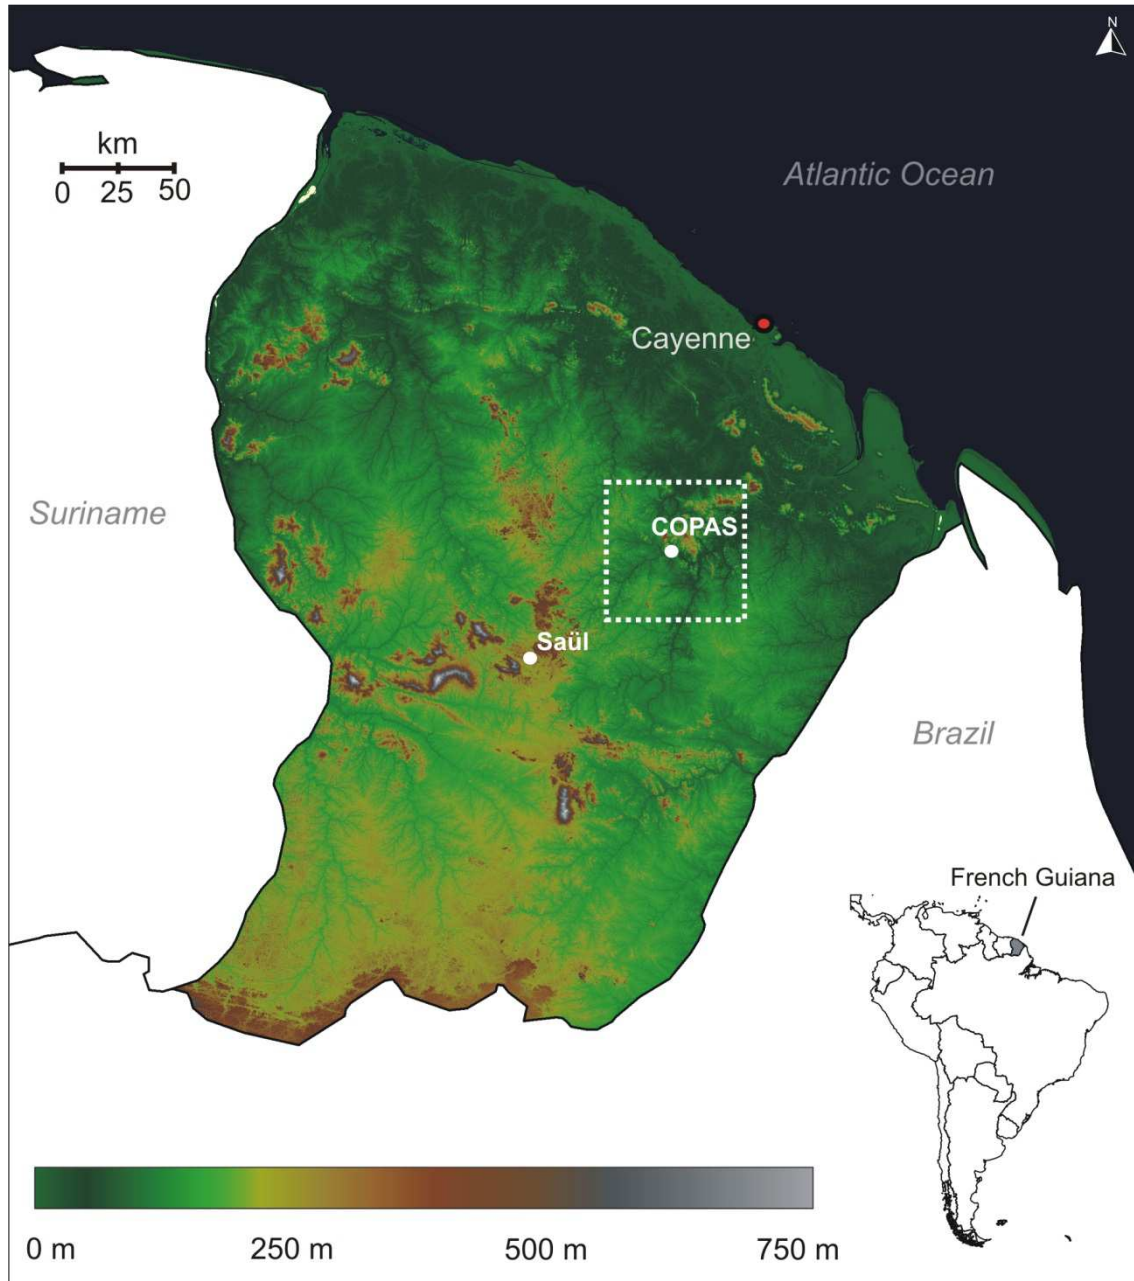 N
km
0 25 50
Atlantic Ocean
Cayenne
Suriname
COPAS
Saül
Brazil
French Guiana
0 m 250 m 500 m 750 m